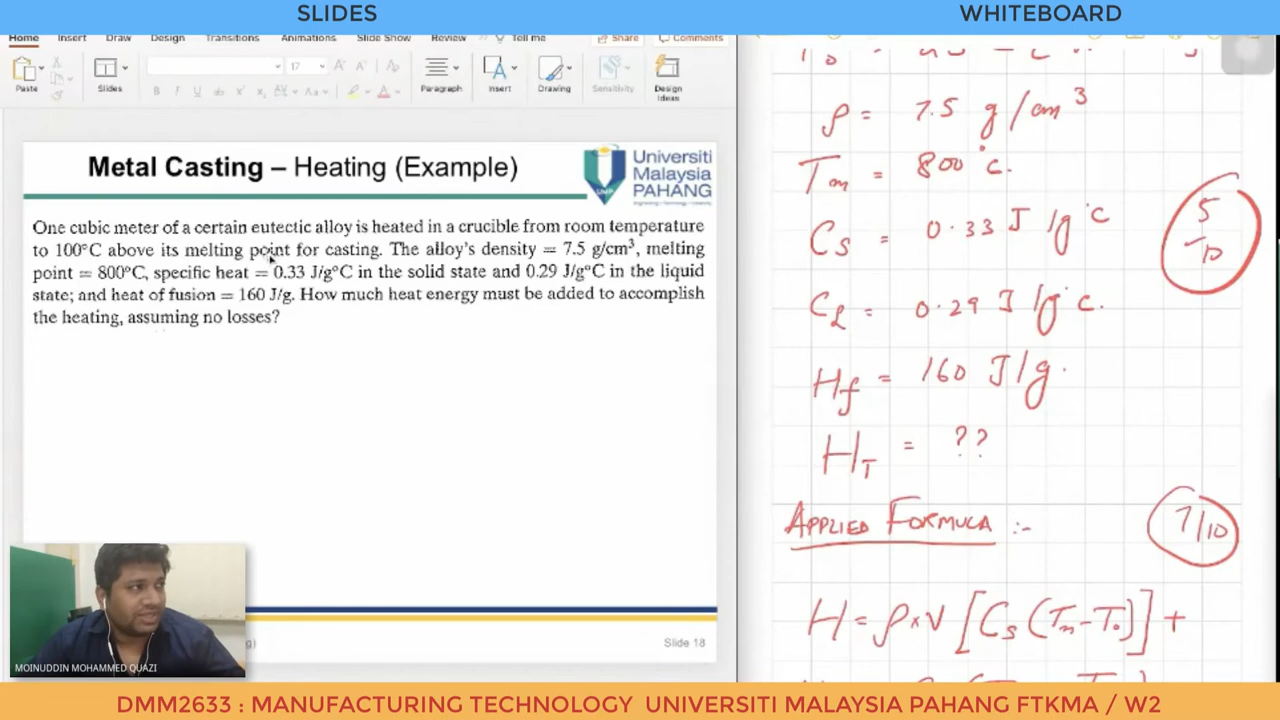 SLIDES
WHITEBOARD
Home Insert Draw Design Transitions Animations Slide Show Review Tell me Share Comments
17
Paste Slides Paragraph Insert Drawing Sensitivity Design Ideas
Metal Casting – Heating (Example)
Universiti
Malaysia
PAHANG
One cubic meter of a certain eutectic alloy is heated in a crucible from room temperature
to 100°C above its melting point for casting. The alloy's density = 7.5 g/cm³, melting
point = 800°C, specific heat = 0.33 J/g°C in the solid state and 0.29 J/g°C in the liquid
state; and heat of fusion = 160 J/g. How much heat energy must be added to accomplish
the heating, assuming no losses?
Slide 18
MOINUDDIN MOHAMMED QUAZI
ρ = 7.5 g/cm³
Tm = 800°C.
Cs = 0.33 J/g°C
5/10
CL = 0.29 J/g°C.
Hf = 160 J/g.
HT = ??
APPLIED FORMULA :-
7/10
H = ρ×V [Cs (Tm-To)] +
DMM2633 : MANUFACTURING TECHNOLOGY UNIVERSITI MALAYSIA PAHANG FTKMA / W2